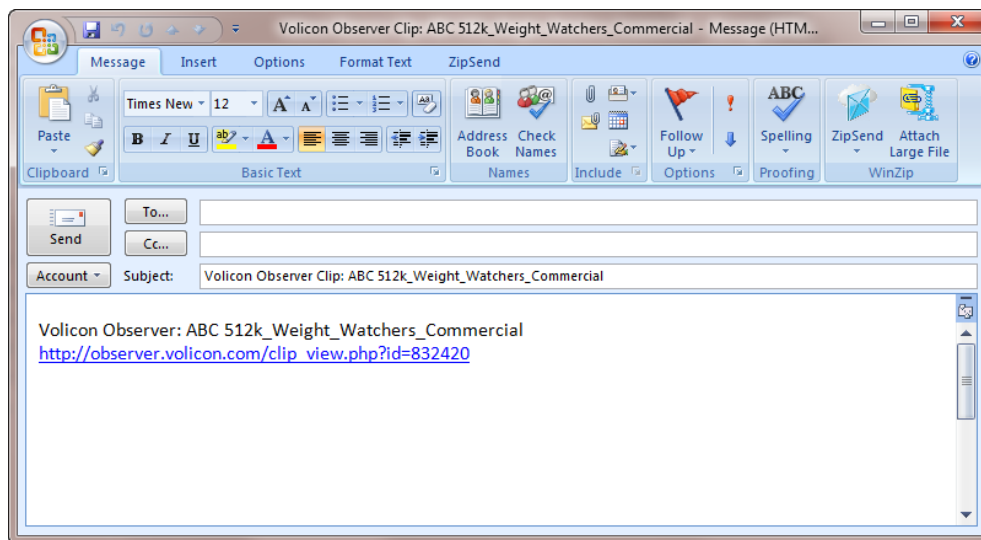 Volicon Observer Clip: ABC 512k_Weight_Watchers_Commercial - Message (HTM...
Message Insert Options Format Text ZipSend
Paste
Clipboard
Times New 12
B I U ab A
Basic Text
Address Book
Check Names
Names
Include
Follow Up
Options
ABC
Spelling
Proofing
ZipSend
Attach Large File
WinZip
Send
To...
Cc...
Account
Subject: Volicon Observer Clip: ABC 512k_Weight_Watchers_Commercial
Volicon Observer: ABC 512k_Weight_Watchers_Commercial
http://observer.volicon.com/clip_view.php?id=832420